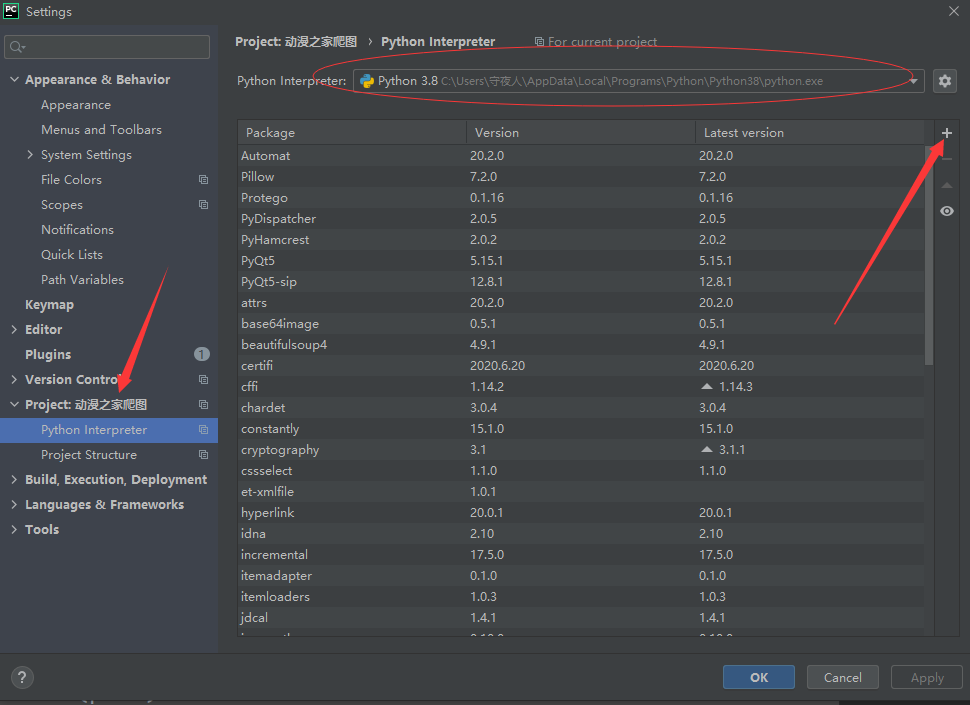 PC Settings
Project: 动漫之家爬图 › Python Interpreter For current project
Python Interpreter: Python 3.8 C:\Users\守夜人\AppData\Local\Programs\Python\Python38\python.exe
Appearance & Behavior
Appearance
Menus and Toolbars
System Settings
File Colors
Scopes
Notifications
Quick Lists
Path Variables
Keymap
Editor
Plugins 1
Version Control
Project: 动漫之家爬图
Python Interpreter
Project Structure
Build, Execution, Deployment
Languages & Frameworks
Tools
Package Version Latest version
Automat 20.2.0 20.2.0
Pillow 7.2.0 7.2.0
Protego 0.1.16 0.1.16
PyDispatcher 2.0.5 2.0.5
PyHamcrest 2.0.2 2.0.2
PyQt5 5.15.1 5.15.1
PyQt5-sip 12.8.1 12.8.1
attrs 20.2.0 20.2.0
base64image 0.5.1 0.5.1
beautifulsoup4 4.9.1 4.9.1
certifi 2020.6.20 2020.6.20
cffi 1.14.2 1.14.3
chardet 3.0.4 3.0.4
constantly 15.1.0 15.1.0
cryptography 3.1 3.1.1
cssselect 1.1.0 1.1.0
et-xmlfile 1.0.1
hyperlink 20.0.1 20.0.1
idna 2.10 2.10
incremental 17.5.0 17.5.0
itemadapter 0.1.0 0.1.0
itemloaders 1.0.3 1.0.3
jdcal 1.4.1 1.4.1
? OK Cancel Apply